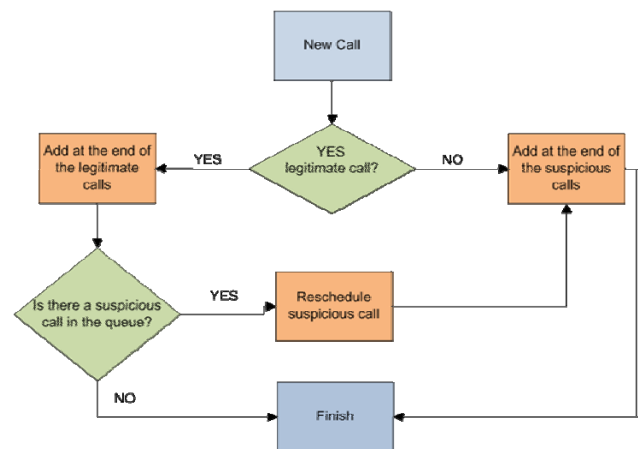 New Call
YES
legitimate call?
YES
NO
Add at the end of
the legitimate
calls
Add at the end of
the suspicious
calls
Is there a suspicious
call in the queue?
YES
Reschedule
suspicious call
NO
Finish